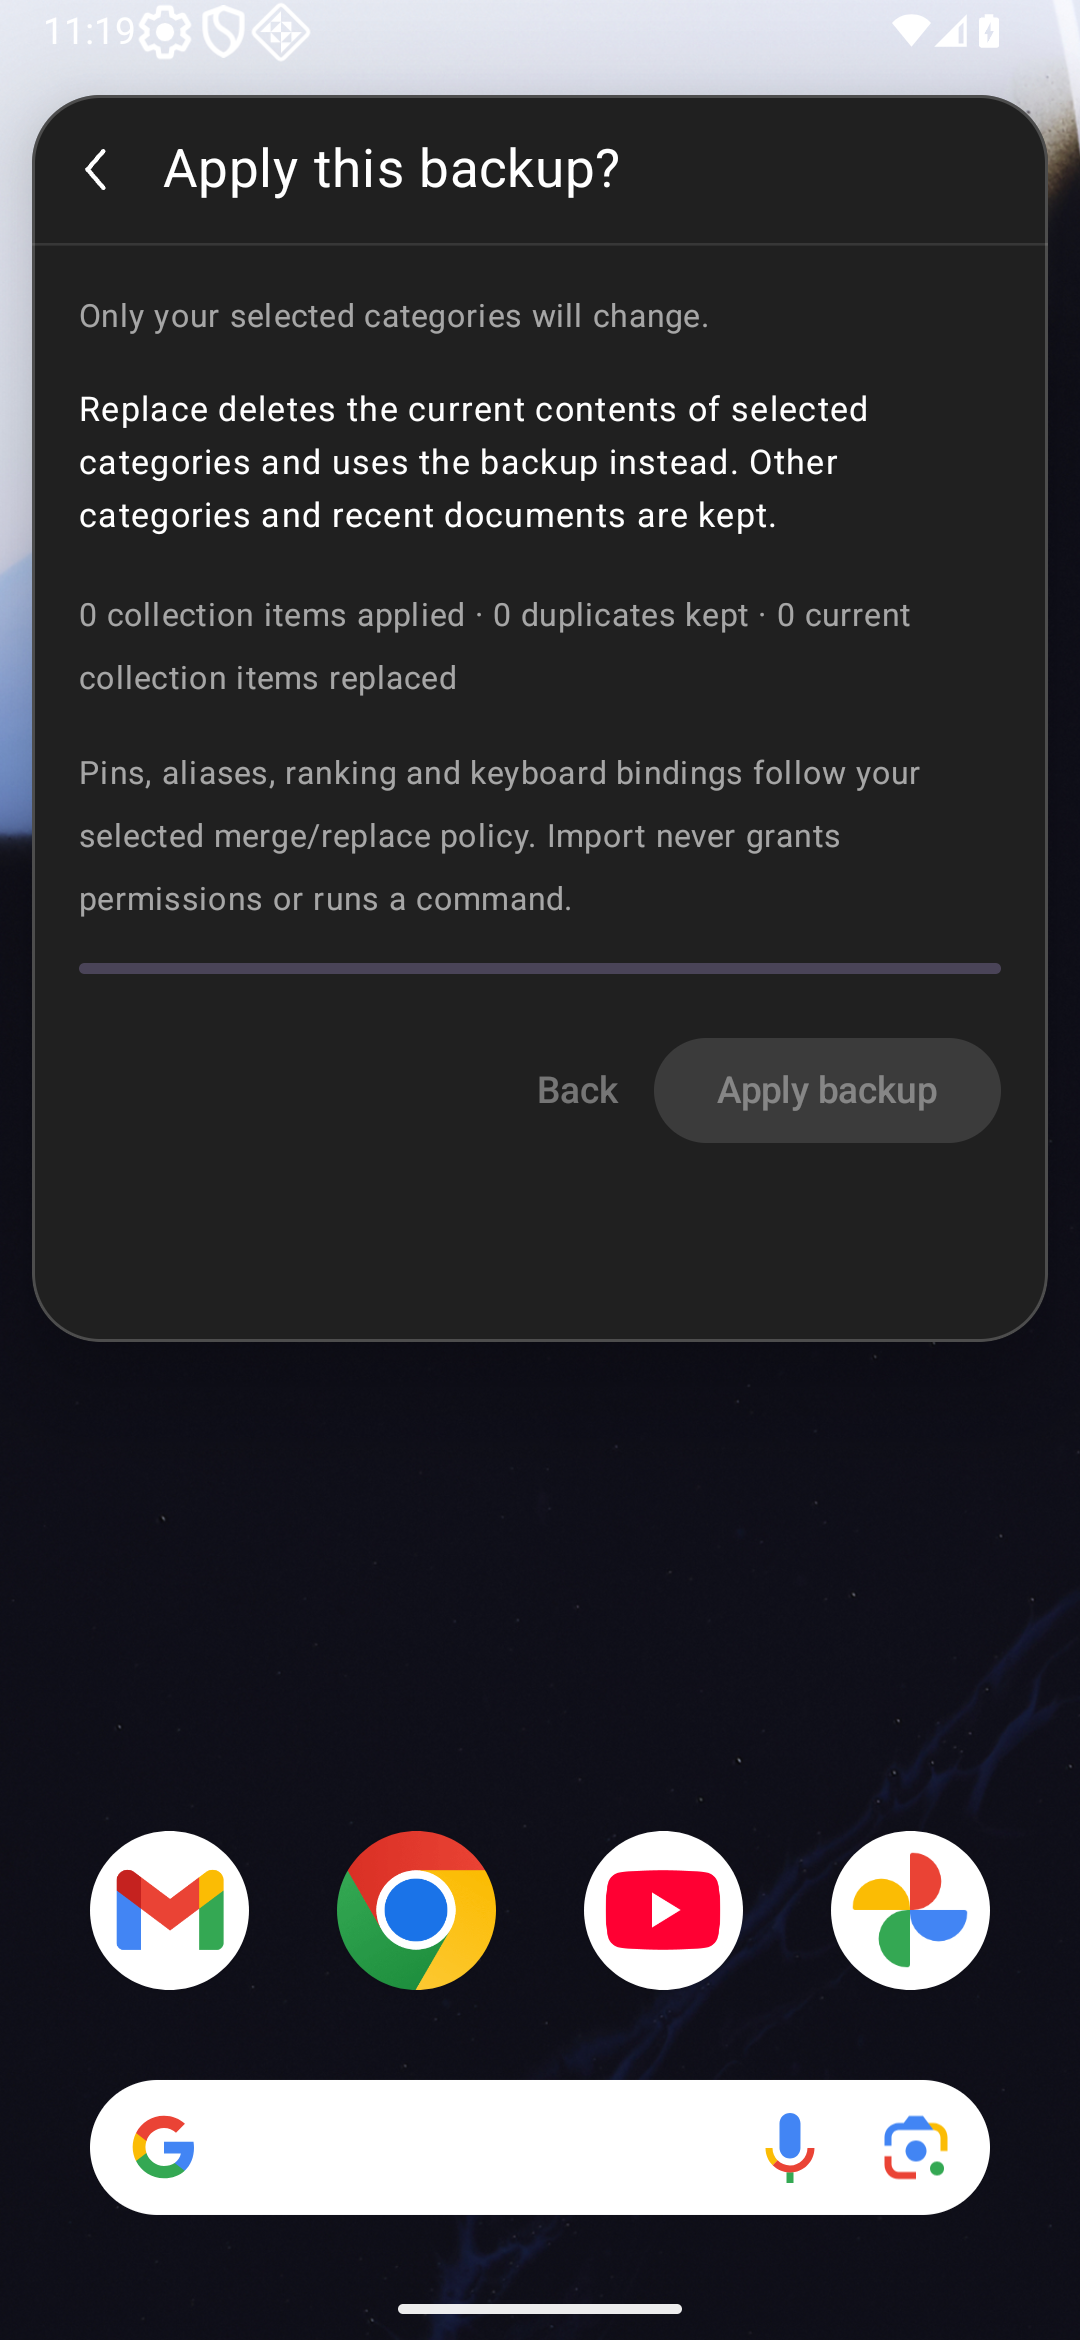 11:19
Apply this backup?
Only your selected categories will change.
Replace deletes the current contents of selected
categories and uses the backup instead. Other
categories and recent documents are kept.
0 collection items applied · 0 duplicates kept · 0 current
collection items replaced
Pins, aliases, ranking and keyboard bindings follow your
selected merge/replace policy. Import never grants
permissions or runs a command.
Back Apply backup